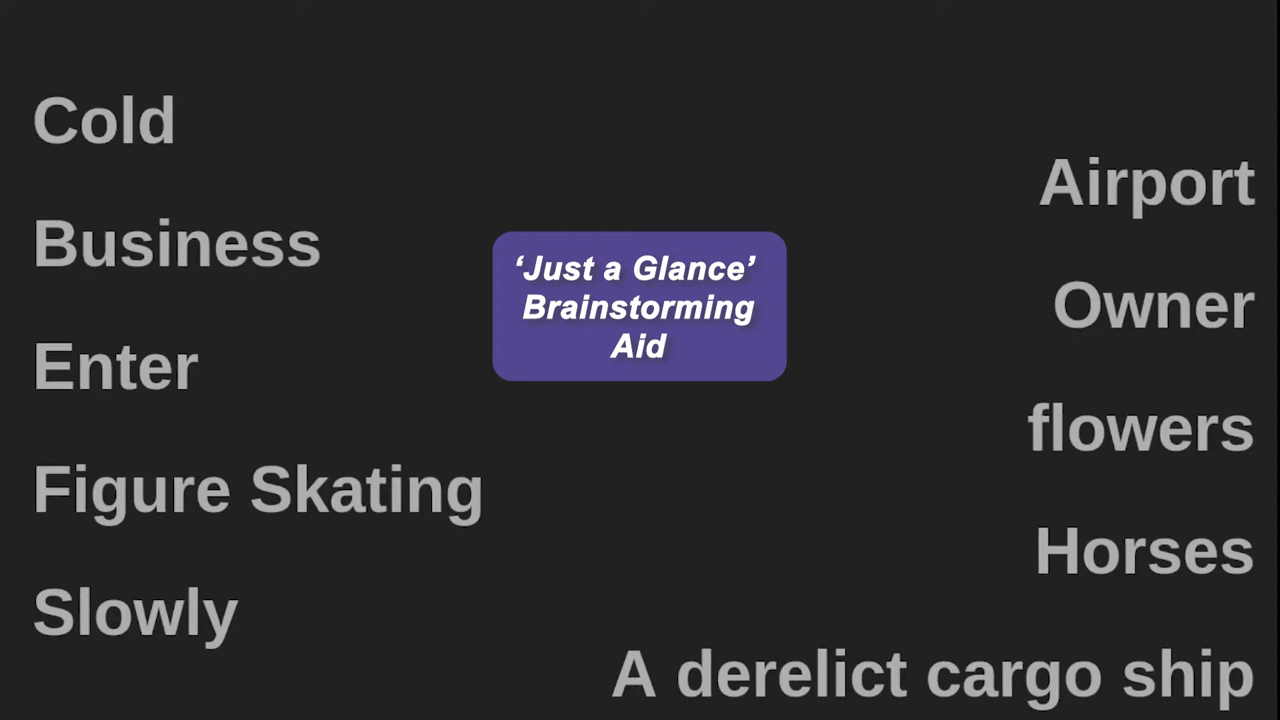 Cold
Business
Enter
Figure Skating
Slowly
‘Just a Glance’
Brainstorming
Aid
Airport
Owner
flowers
Horses
A derelict cargo ship